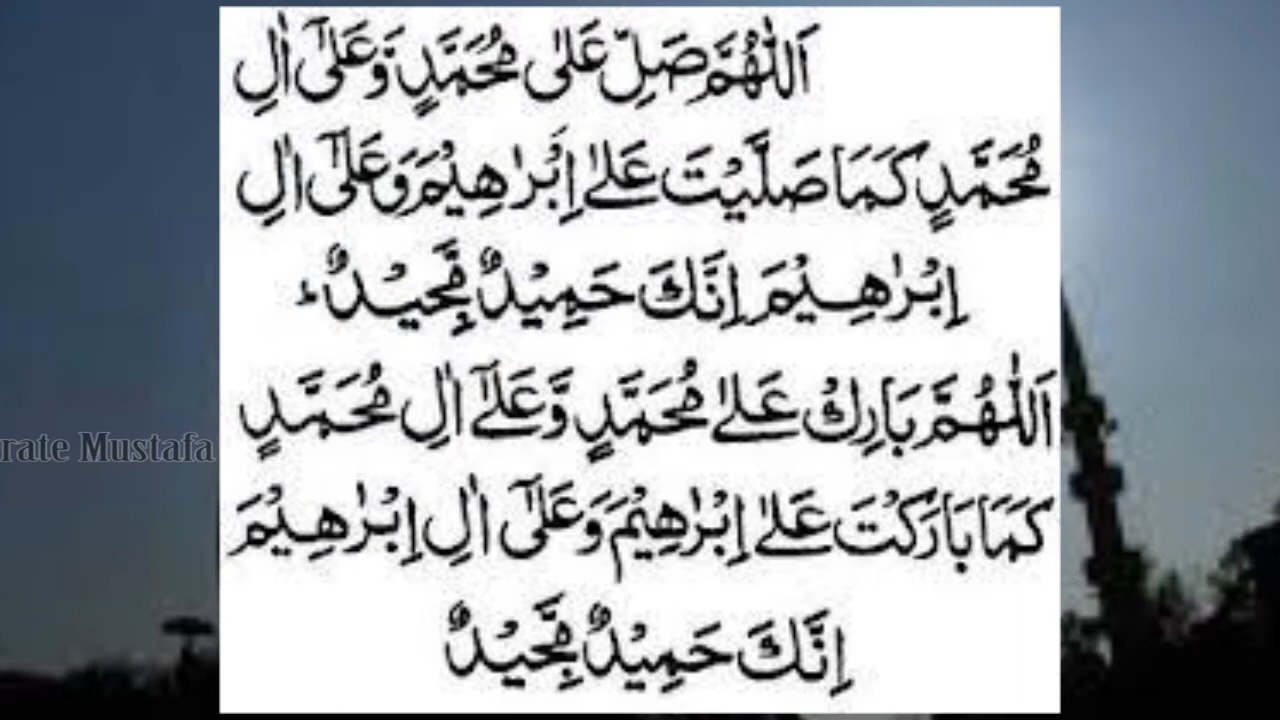 اَللّٰهُمَّ صَلِّ عَلٰى مُحَمَّدٍ وَّعَلٰٓى اٰلِ
مُحَمَّدٍ كَمَا صَلَّيْتَ عَلٰٓى اِبْرٰهِيْمَ وَعَلٰٓى اٰلِ
اِبْرٰهِيْمَ اِنَّكَ حَمِيْدٌ مَّجِيْدٌ ؕ
اَللّٰهُمَّ بَارِكْ عَلٰى مُحَمَّدٍ وَّعَلٰٓى اٰلِ مُحَمَّدٍ
كَمَا بَارَكْتَ عَلٰٓى اِبْرٰهِيْمَ وَعَلٰٓى اٰلِ اِبْرٰهِيْمَ
اِنَّكَ حَمِيْدٌ مَّجِيْدٌ
rate Mustafa